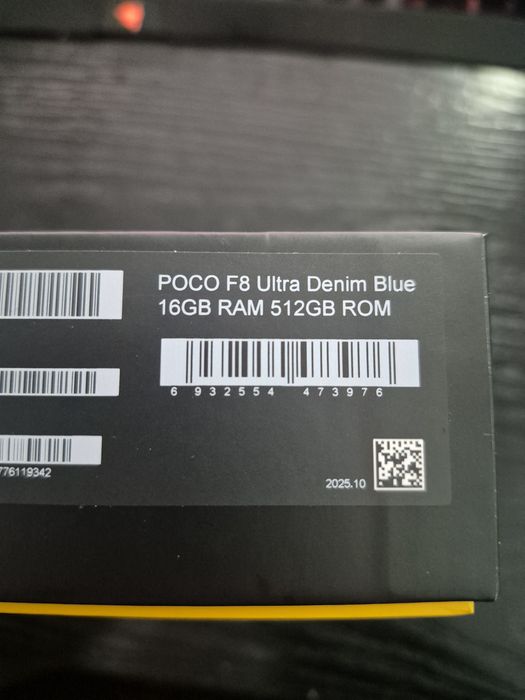 POCO F8 Ultra Denim Blue
16GB RAM 512GB ROM
6 932554 473976
776119342
2025.10